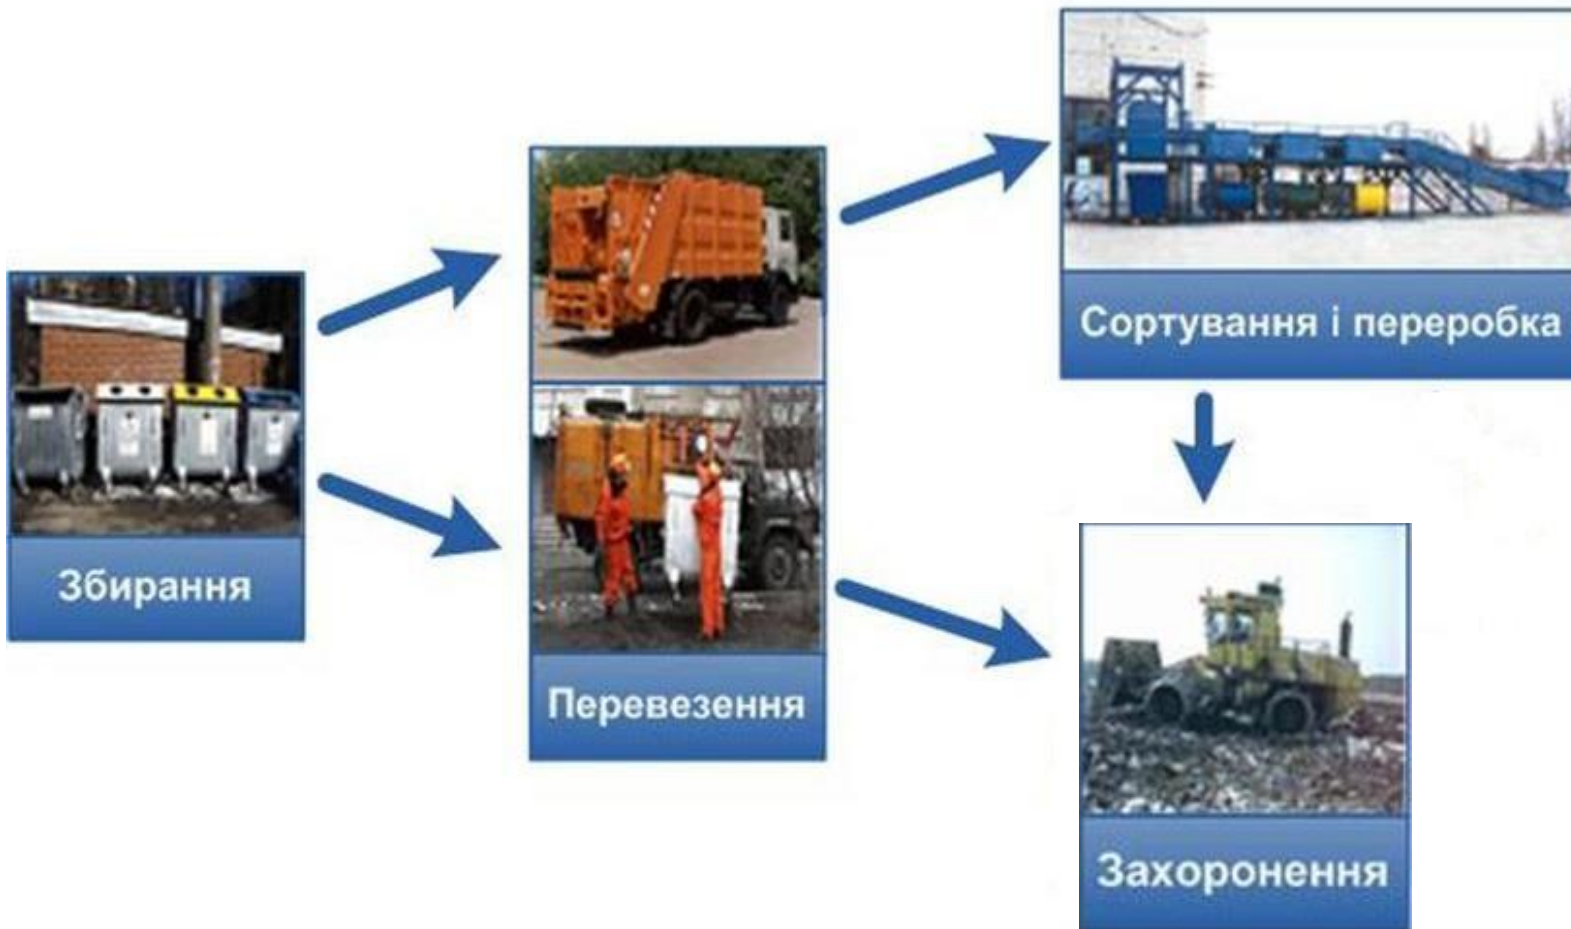 Збирання
Перевезення
Сортування і переробка
Захоронення